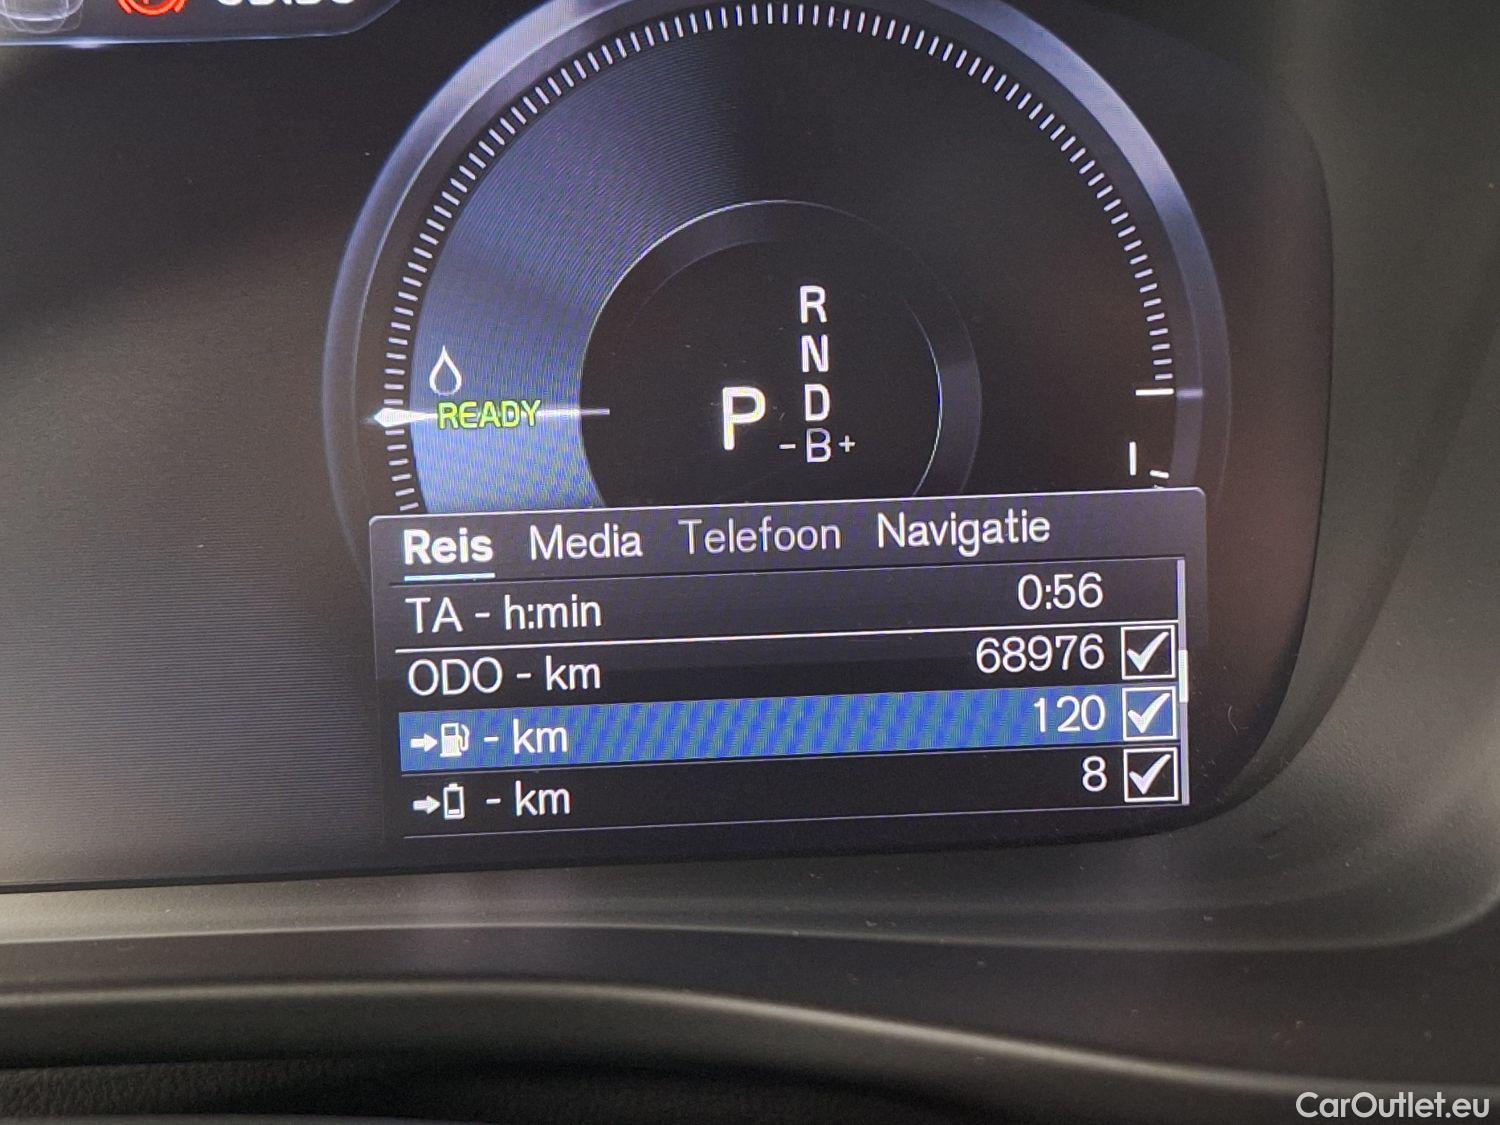 R
N
D
P
-B+
READY
Reis Media Telefoon Navigatie
TA - h:min 0:56
ODO - km 68976
- km 120
- km 8
CarOutlet.eu